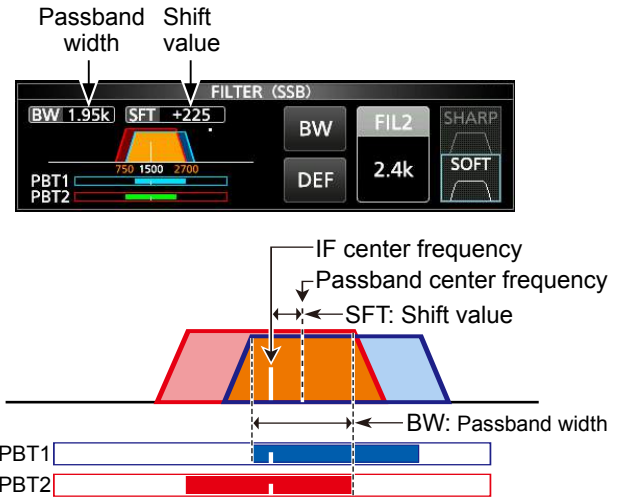 Passband width
Shift value
FILTER (SSB)
BW 1.95k
SFT +225
BW
FIL2
SHARP
750 1500 2700
DEF
2.4k
SOFT
PBT1
PBT2
IF center frequency
Passband center frequency
SFT: Shift value
BW: Passband width
PBT1
PBT2